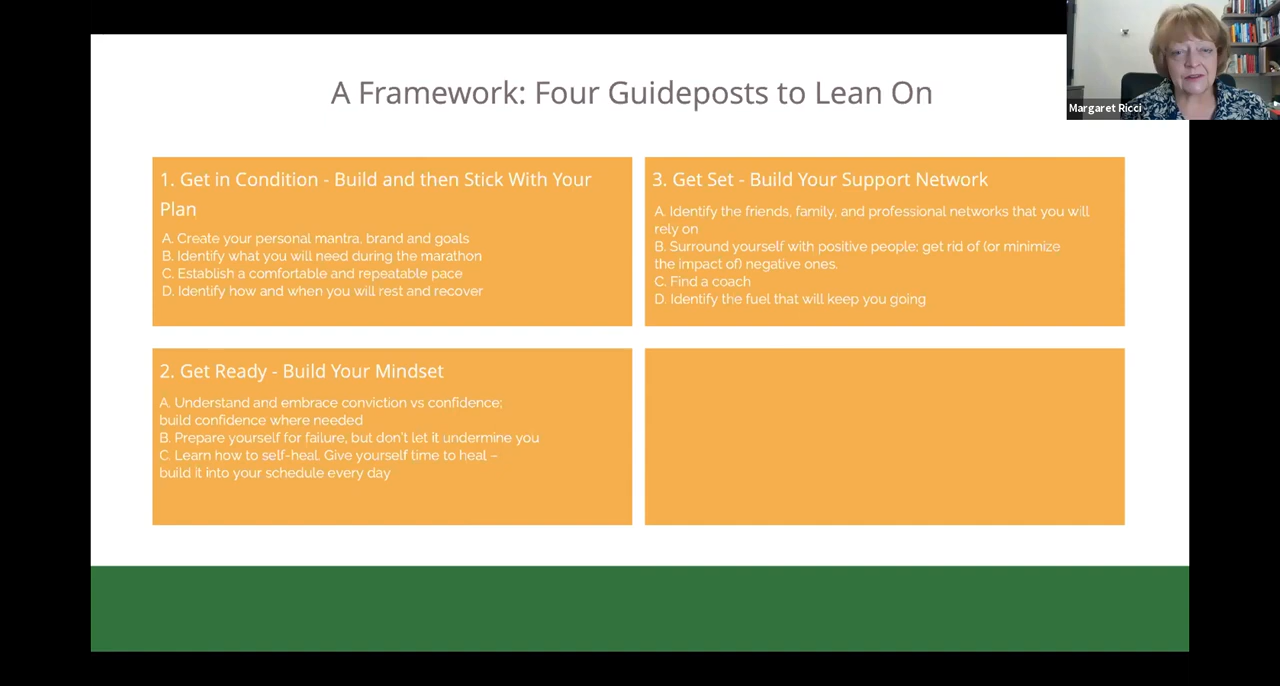 A Framework: Four Guideposts to Lean On
Margaret Ricci
1. Get in Condition - Build and then Stick With Your
Plan
A. Create your personal mantra, brand and goals
B. Identify what you will need during the marathon
C. Establish a comfortable and repeatable pace
D. Identify how and when you will rest and recover
2. Get Ready - Build Your Mindset
A. Understand and embrace conviction vs confidence;
build confidence where needed
B. Prepare yourself for failure, but don't let it undermine you
C. Learn how to self-heal. Give yourself time to heal –
build it into your schedule every day
3. Get Set - Build Your Support Network
A. Identify the friends, family, and professional networks that you will
rely on
B. Surround yourself with positive people; get rid of (or minimize
the impact of) negative ones.
C. Find a coach
D. Identify the fuel that will keep you going